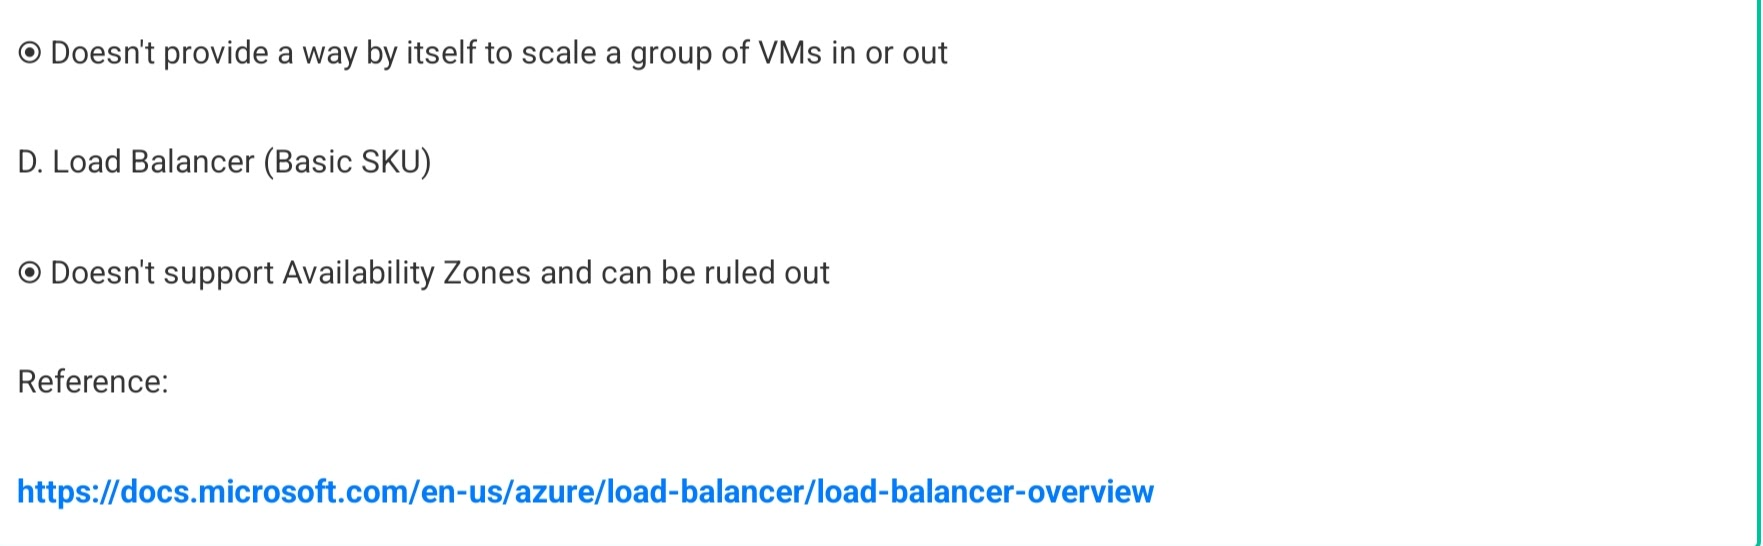 ◉ Doesn't provide a way by itself to scale a group of VMs in or out
D. Load Balancer (Basic SKU)
◉ Doesn't support Availability Zones and can be ruled out
Reference:
https://docs.microsoft.com/en-us/azure/load-balancer/load-balancer-overview